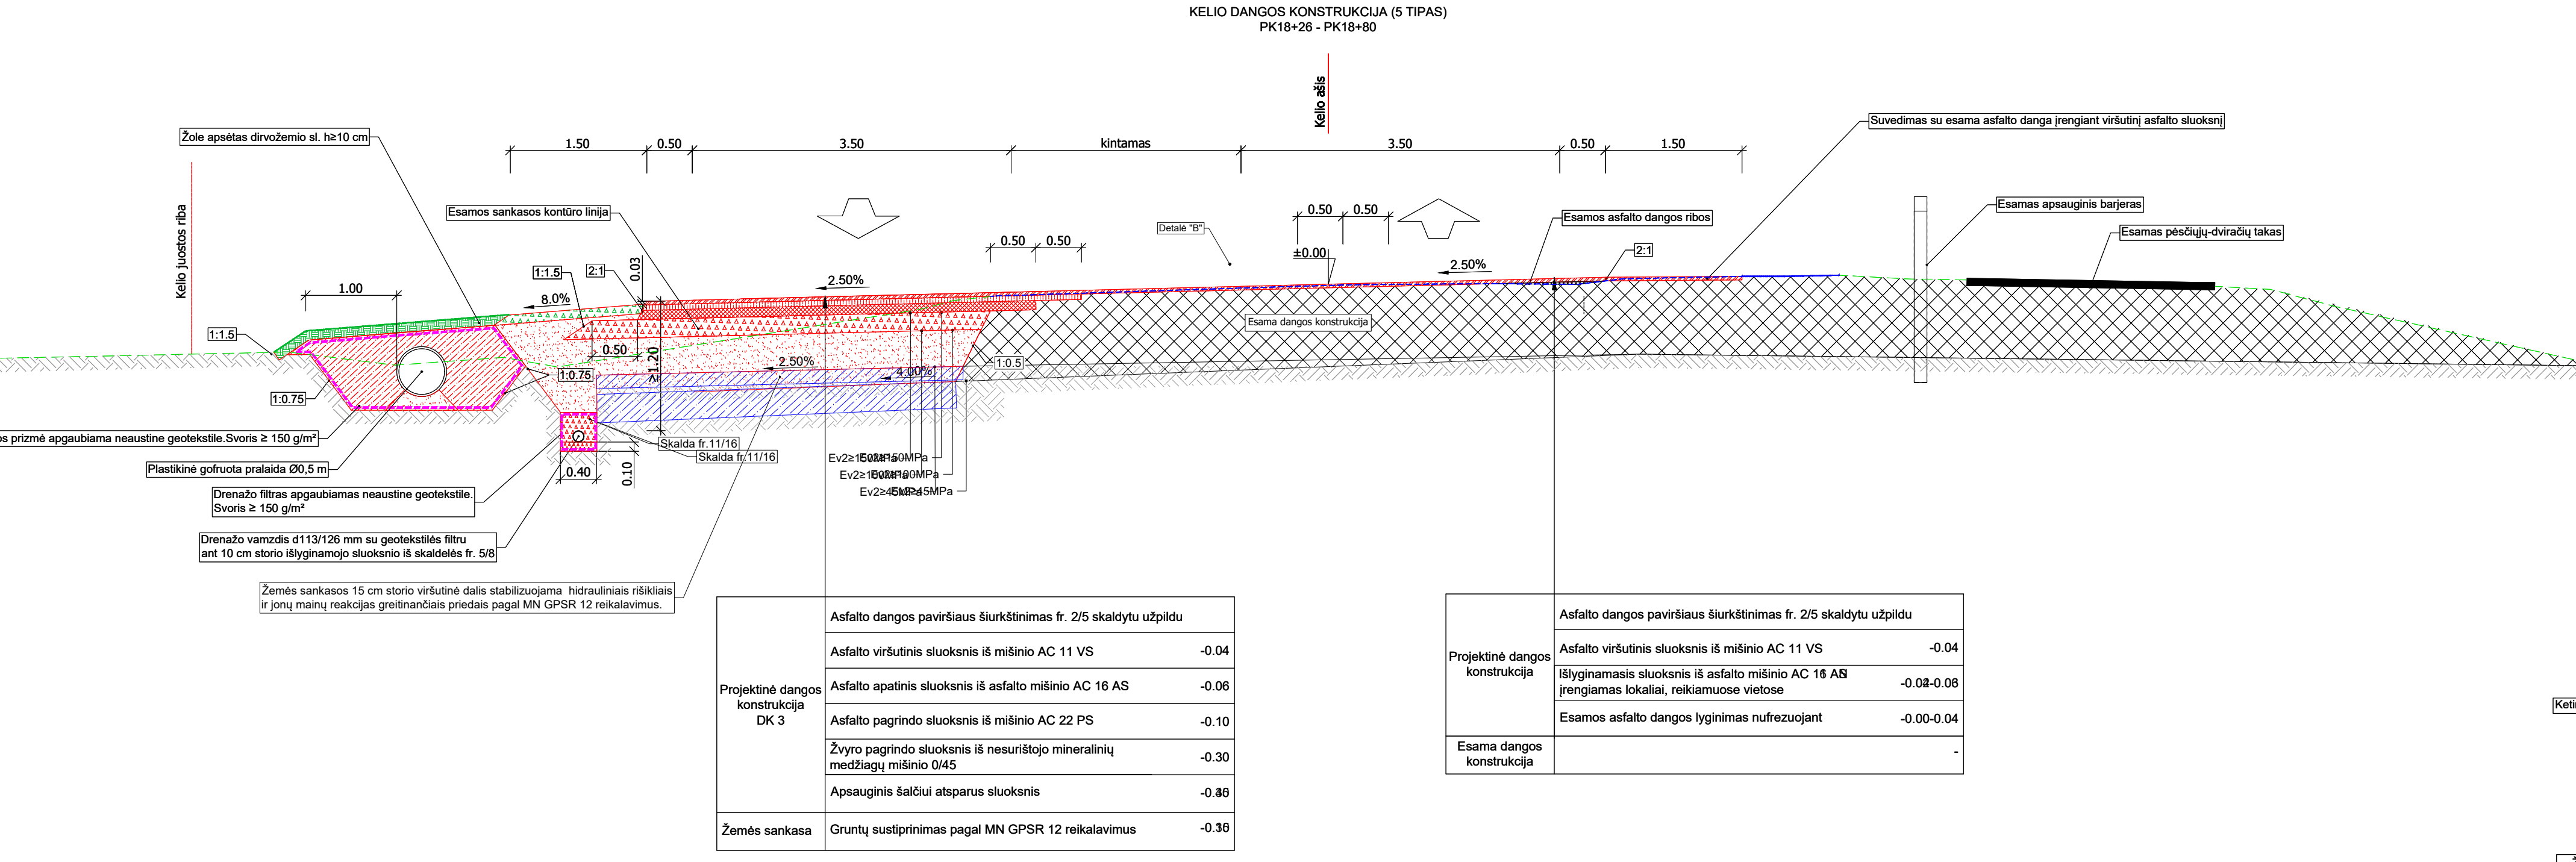 KELIO DANGOS KONSTRUKCIJA (5 TIPAS)
PK18+26 - PK18+80
Kelio ašis
Kelio juostos riba
Žole apsėtas dirvožemio sl. h≥10 cm
1.50
0.50
3.50
kintamas
3.50
0.50
1.50
Suvedimas su esama asfalto danga įrengiant viršutinį asfalto sluoksnį
Esamos sankasos kontūro linija
Detalė "B"
0.50
0.50
0.50
0.50
±0.00
Esamos asfalto dangos ribos
2:1
Esamas apsauginis barjeras
Esamas pėsčiųjų-dviračių takas
1.00
1:1.5
1:1.5
2:1
0.03
8.0%
2.50%
2.50%
Esama dangos konstrukcija
0.50
≥1.20
2.50%
4.00%
1:0.5
1:0.75
1:0.75
os prizmė apgaubiama neaustine geotekstile.Svoris ≥ 150 g/m²
Plastikinė gofruota pralaida Ø0,5 m
Drenažo filtras apgaubiamas neaustine geotekstile.
Svoris ≥ 150 g/m²
Drenažo vamzdis d113/126 mm su geotekstilės filtru
ant 10 cm storio išlyginamojo sluoksnio iš skaldelės fr. 5/8
Žemės sankasos 15 cm storio viršutinė dalis stabilizuojama hidrauliniais rišikliais
ir jonų mainų reakcijas greitinančiais priedais pagal MN GPSR 12 reikalavimus.
Skalda fr.11/16
Skalda fr.11/16
0.40
0.10
Projektinė dangos
konstrukcija
DK 3
Asfalto dangos paviršiaus šiurkštinimas fr. 2/5 skaldytu užpildu
Asfalto viršutinis sluoksnis iš mišinio AC 11 VS -0.04
Asfalto apatinis sluoksnis iš asfalto mišinio AC 16 AS -0.06
Asfalto pagrindo sluoksnis iš mišinio AC 22 PS -0.10
Žvyro pagrindo sluoksnis iš nesurištojo mineralinių
medžiagų mišinio 0/45 -0.30
Apsauginis šalčiui atsparus sluoksnis
Žemės sankasa
Gruntų sustiprinimas pagal MN GPSR 12 reikalavimus
Projektinė dangos
konstrukcija
Asfalto dangos paviršiaus šiurkštinimas fr. 2/5 skaldytu užpildu
Asfalto viršutinis sluoksnis iš mišinio AC 11 VS -0.04
Išlyginamasis sluoksnis iš asfalto mišinio AC
įrengiamas lokaliai, reikiamuose vietose
Esamos asfalto dangos lyginimas nufrezuojant -0.00-0.04
Esama dangos
konstrukcija
-